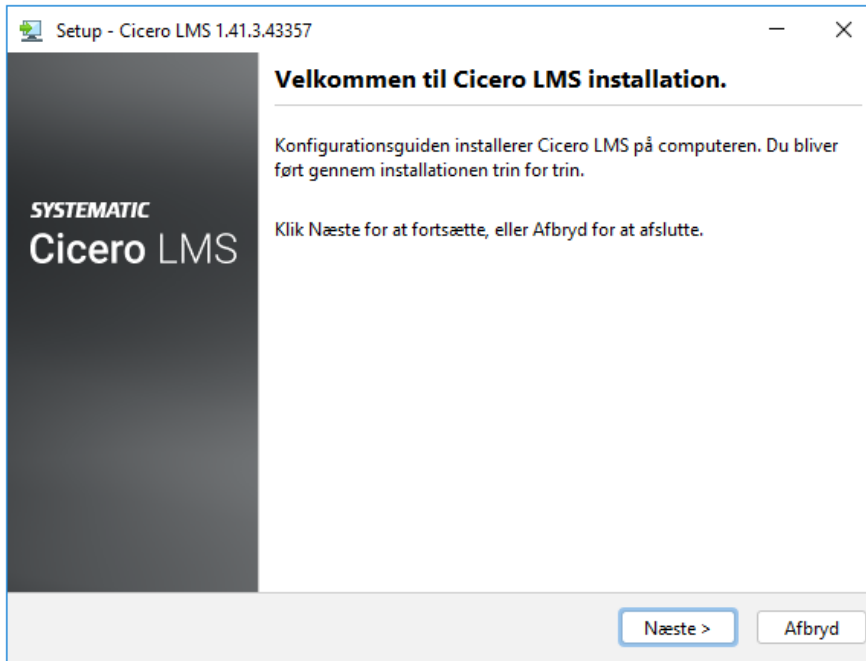 Setup - Cicero LMS 1.41.3.43357
Velkommen til Cicero LMS installation.
Konfigurationsguiden installerer Cicero LMS på computeren. Du bliver
ført gennem installationen trin for trin.
SYSTEMATIC
Cicero LMS
Klik Næste for at fortsætte, eller Afbryd for at afslutte.
Næste >
Afbryd